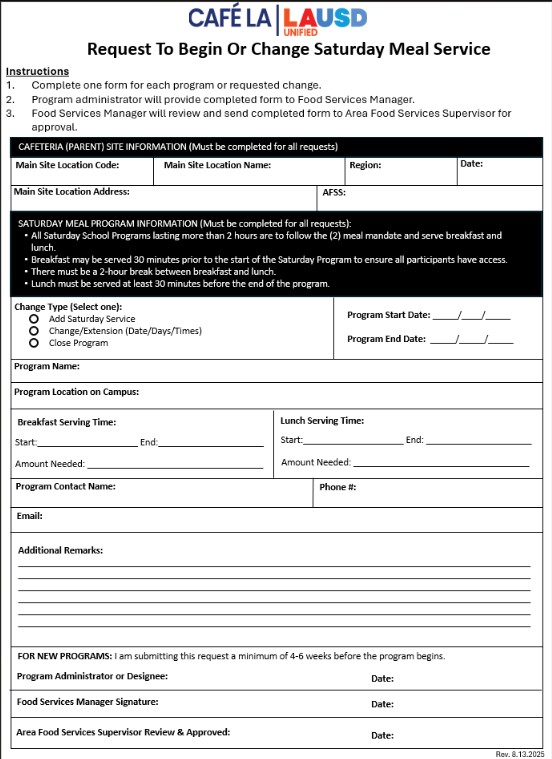 CAFÉ LA LAUSD
UNIFIED
Request To Begin Or Change Saturday Meal Service
Instructions
1. Complete one form for each program or requested change.
2. Program administrator will provide completed form to Food Services Manager.
3. Food Services Manager will review and send completed form to Area Food Services Supervisor for
approval.
CAFETERIA (PARENT) SITE INFORMATION (Must be completed for all requests)
Main Site Location Code: Main Site Location Name: Region: Date:
Main Site Location Address: AFSS:
SATURDAY MEAL PROGRAM INFORMATION (Must be completed for all requests):
• All Saturday School Programs lasting more than 2 hours are to follow the (2) meal mandate and serve breakfast and
lunch.
• Breakfast may be served 30 minutes prior to the start of the Saturday Program to ensure all participants have access.
• There must be a 2-hour break between breakfast and lunch.
• Lunch must be served at least 30 minutes before the end of the program.
Change Type (Select one):
Add Saturday Service
Change/Extension (Date/Days/Times)
Close Program
Program Start Date: _____/____/_____
Program End Date: _____/____/_____
Program Name:
Program Location on Campus:
Breakfast Serving Time:
Start:____________________ End:____________________
Amount Needed: ____________________
Lunch Serving Time:
Start:____________________ End: ____________________
Amount Needed: ____________________
Program Contact Name: Phone #:
Email:
Additional Remarks:
FOR NEW PROGRAMS: I am submitting this request a minimum of 4-6 weeks before the program begins.
Program Administrator or Designee: Date:
Food Services Manager Signature: Date:
Area Food Services Supervisor Review & Approved: Date:
Rev. 8.13.2025